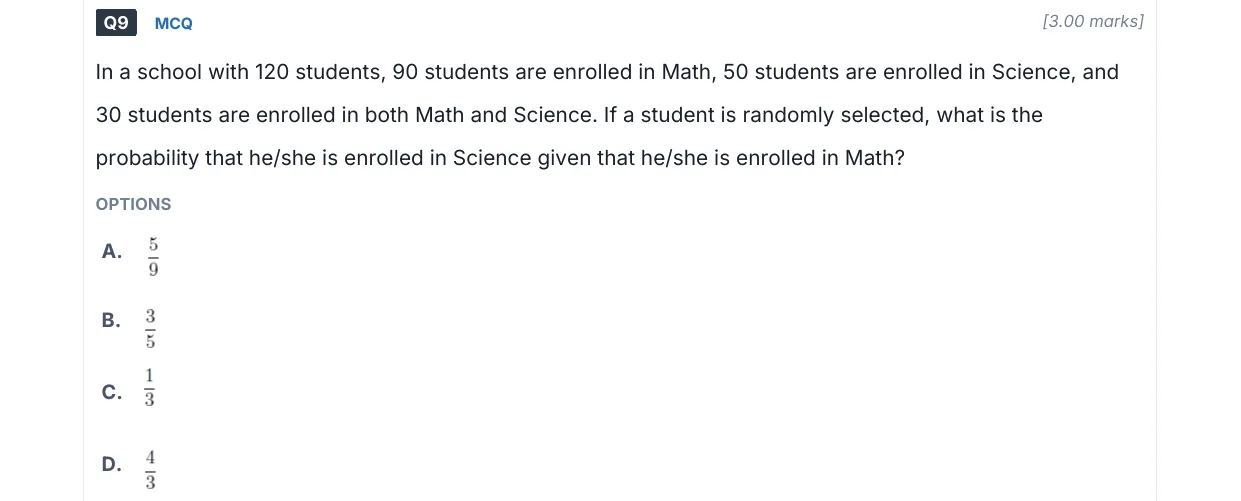 Q9 MCQ [3.00 marks]
In a school with 120 students, 90 students are enrolled in Math, 50 students are enrolled in Science, and
30 students are enrolled in both Math and Science. If a student is randomly selected, what is the
probability that he/she is enrolled in Science given that he/she is enrolled in Math?
OPTIONS
A. 5/9
B. 3/5
C. 1/3
D. 4/3